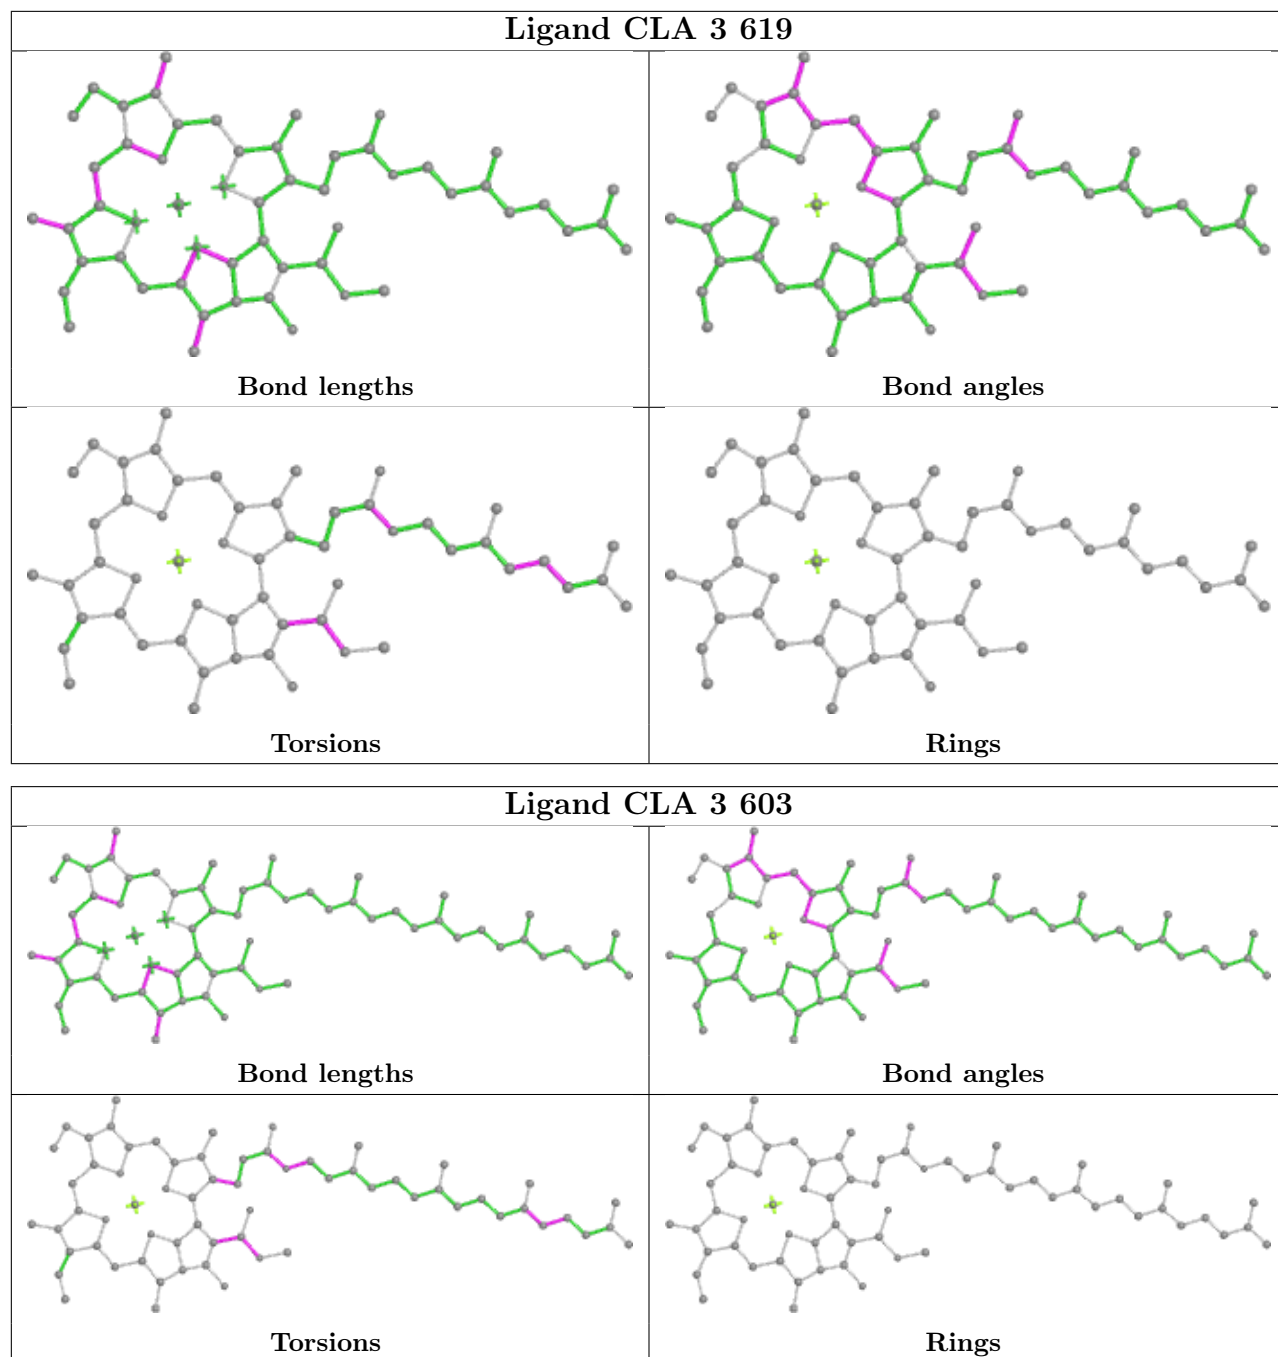 Ligand CLA 3 619
Bond lengths
Bond angles
Torsions
Rings
Ligand CLA 3 603
Bond lengths
Bond angles
Torsions
Rings